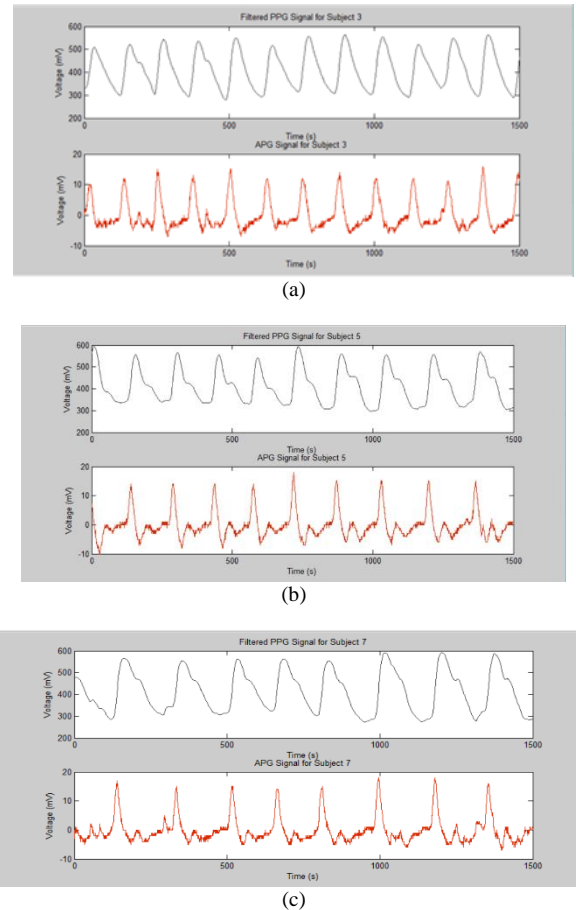 Filtered PPG Signal for Subject 3
600
500
400
300
200
Voltage (mV)
0 500 1000 1500
Time (s)
APG Signal for Subject 3
20
10
0
-10
Voltage (mV)
0 500 1000 1500
Time (s)
(a)
Filtered PPG Signal for Subject 5
600
500
400
300
200
Voltage (mV)
0 500 1000 1500
Time (s)
APG Signal for Subject 5
20
10
0
-10
Voltage (mV)
0 500 1000 1500
Time (s)
(b)
Filtered PPG Signal for Subject 7
600
500
400
300
200
Voltage (mV)
0 500 1000 1500
Time (s)
APG Signal for Subject 7
20
10
0
-10
Voltage (mV)
0 500 1000 1500
Time (s)
(c)